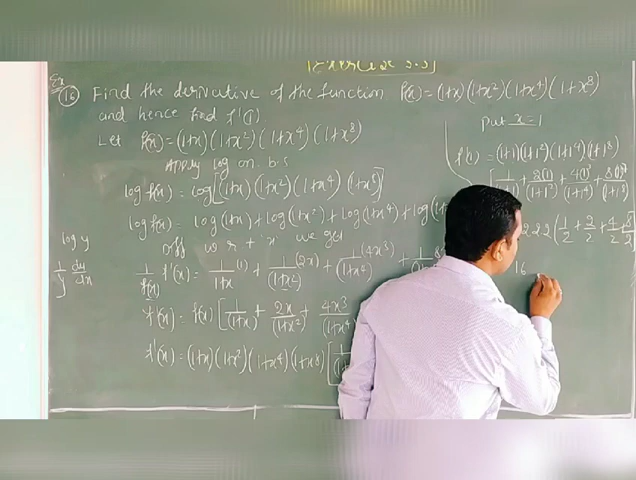 Exercise 5.5
Ex
16 Find the derivative of the function f(x) = (1+x)(1+x²)(1+x⁴)(1+x⁸)
and hence find f'(1).
Let f(x) = (1+x)(1+x²)(1+x⁴)(1+x⁸)
Apply log on b.s
log f(x) = log[(1+x)(1+x²)(1+x⁴)(1+x⁸)]
log f(x) = log(1+x) + log(1+x²) + log(1+x⁴) + log(1+
Diff w r t 'x' we get
1/f(x) f'(x) = 1/1+x (1) + 1/(1+x²) (2x) + 1/(1+x⁴) (4x³) +
f'(x) = f(x) [1/(1+x) + 2x/(1+x²) + 4x³/(1+x⁴)
f'(x) = (1+x)(1+x²)(1+x⁴)(1+x⁸) [
log y
1/y dy/dx
Put x=1
f'(1) = (1+1)(1+1²)(1+1⁴)(1+1⁸)
[1/(1+1) + 2(1)/(1+1²) + 4(1)/(1+1⁴) + 8(1)/(1+1⁸)
2.2.2 (1/2 + 2/2 + 4/2 + 8/2
16